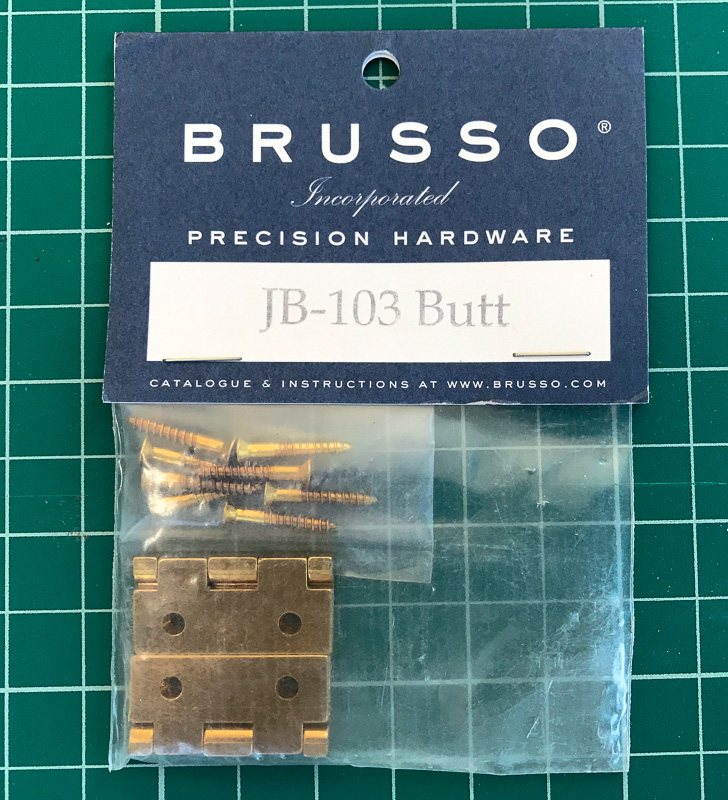 BRUSSO®
Incorporated
PRECISION HARDWARE
JB-103 Butt
CATALOGUE & INSTRUCTIONS AT WWW.BRUSSO.COM